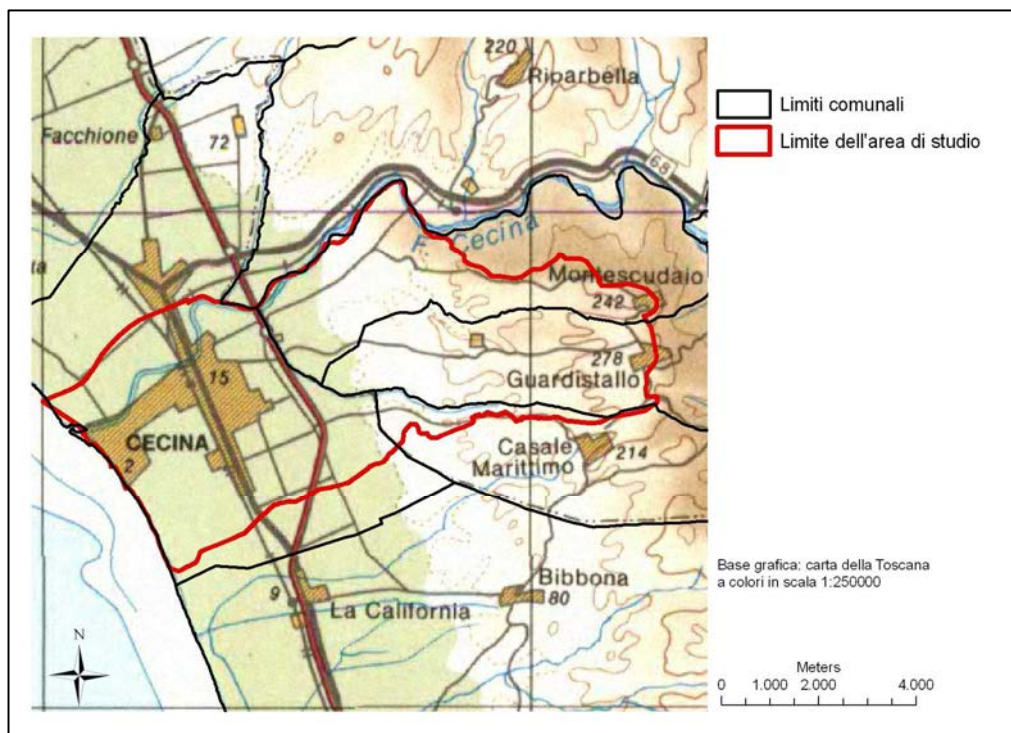 220
Riparbella
Facchione
72
68
F. Cecina
ta
Montescudaio
242
278
Guardistallo
15
CECINA
2
Casale
Marittimo
214
Bibbona
80
9
La California
N
Limiti comunali
Limite dell'area di studio
Base grafica: carta della Toscana
a colori in scala 1:250000
Meters
0 1.000 2.000 4.000